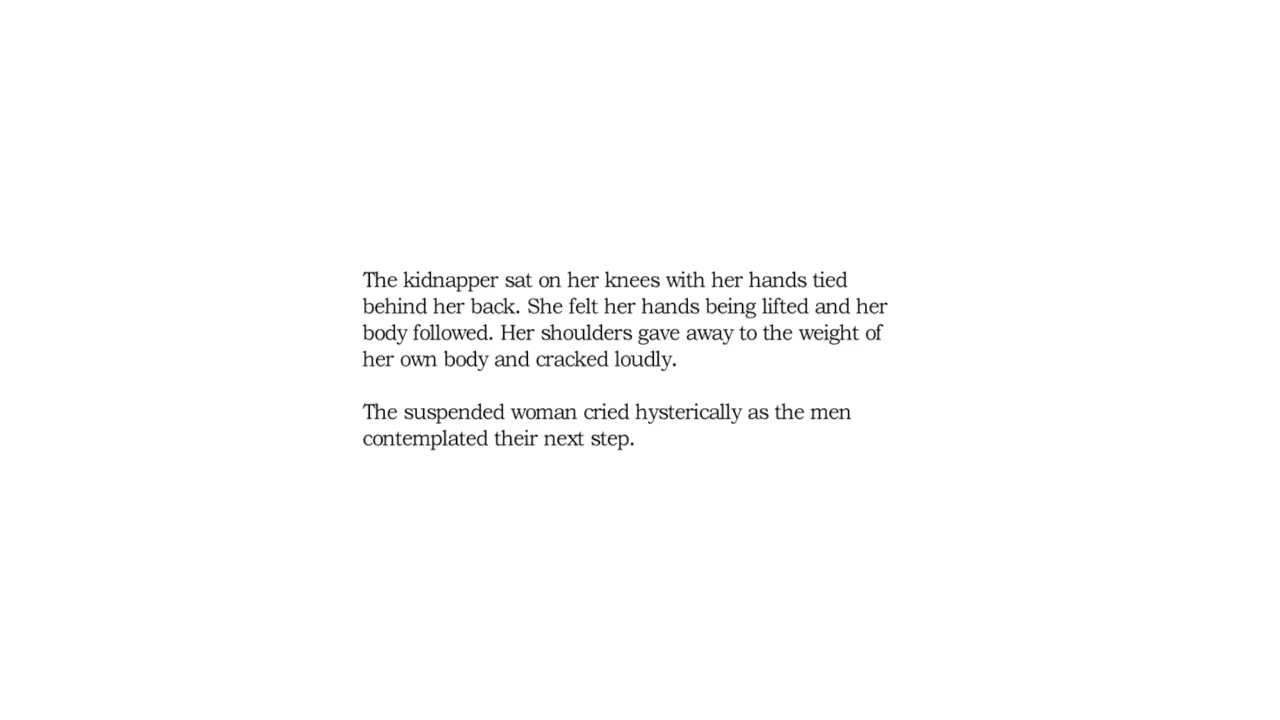 The kidnapper sat on her knees with her hands tied
behind her back. She felt her hands being lifted and her
body followed. Her shoulders gave away to the weight of
her own body and cracked loudly.
The suspended woman cried hysterically as the men
contemplated their next step.